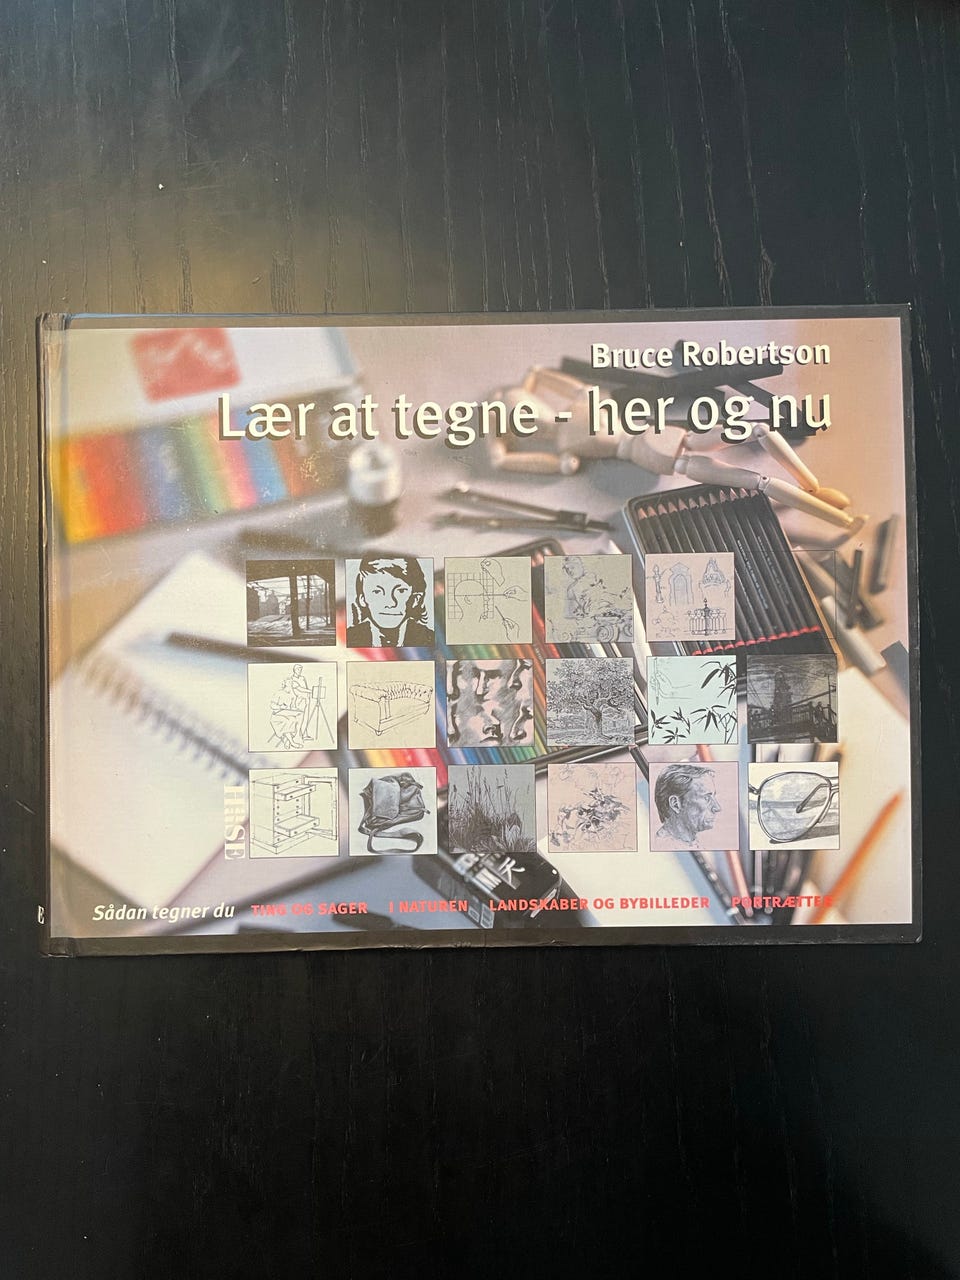 Bruce Robertson
Lær at tegne - her og nu
HøSE
Sådan tegner du TING OG SAGER I NATUREN LANDSKABER OG BYBILLEDER PORTRÆTTER